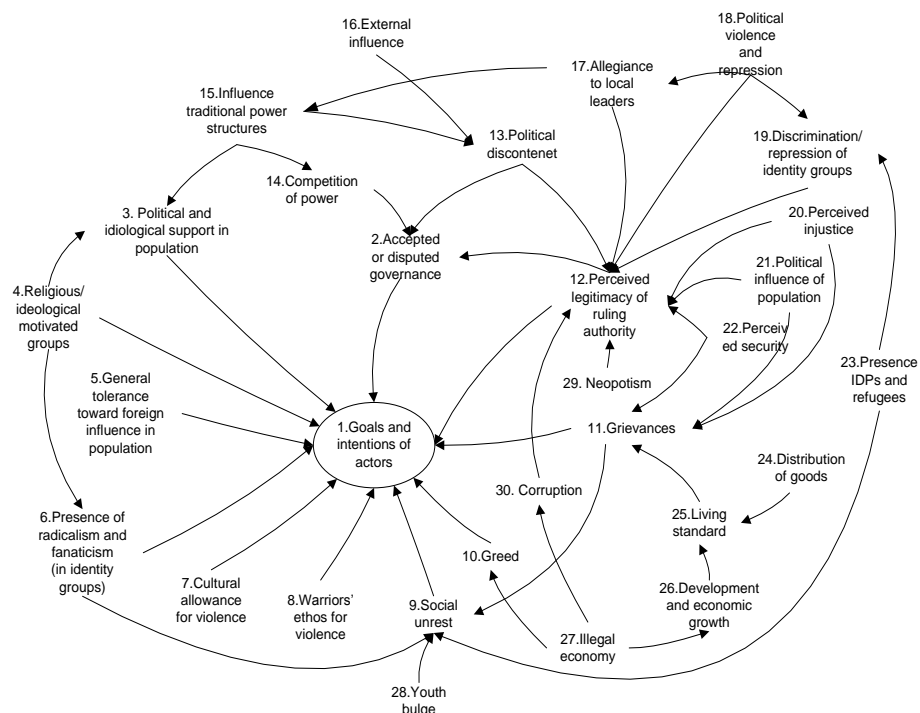 16.External
influence
18.Political
violence
and
repression
17.Allegiance
to local
leaders
15.Influence
traditional power
structures
13.Political
discontenet
19.Discrimination/
repression of
identity groups
14.Competition
of power
3. Political and
idiological support in
population
20.Perceived
injustice
2.Accepted
or disputed
governance
21.Political
influence of
population
12.Perceived
legitimacy of
ruling
authority
4.Religious/
ideological
motivated
groups
22.Perceiv
ed security
23.Presence
IDPs and
refugees
5.General
tolerance
toward foreign
influence in
population
29. Neopotism
1.Goals and
intentions of
actors
11.Grievances
24.Distribution
of goods
30. Corruption
25.Living
standard
6.Presence of
radicalism and
fanaticism
(in identity
groups)
10.Greed
7.Cultural
allowance
for violence
8.Warriors'
ethos for
violence
9.Social
unrest
26.Development
and economic
growth
27.Illegal
economy
28.Youth
bulge